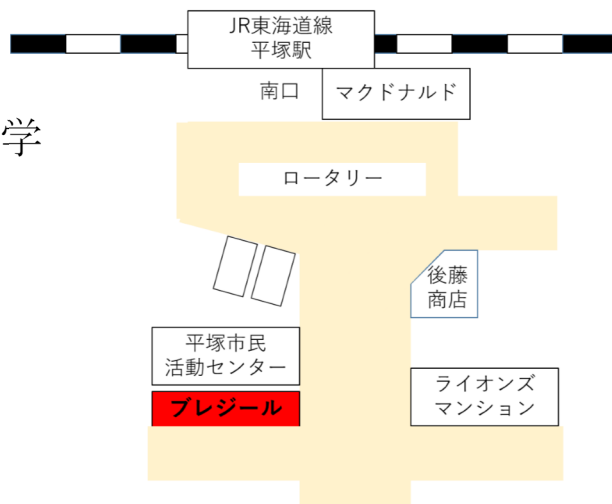 JR東海道線
平塚駅
南口
マクドナルド
学
ロータリー
後藤
商店
平塚市民
活動センター
ライオンズ
マンション
ブレジール